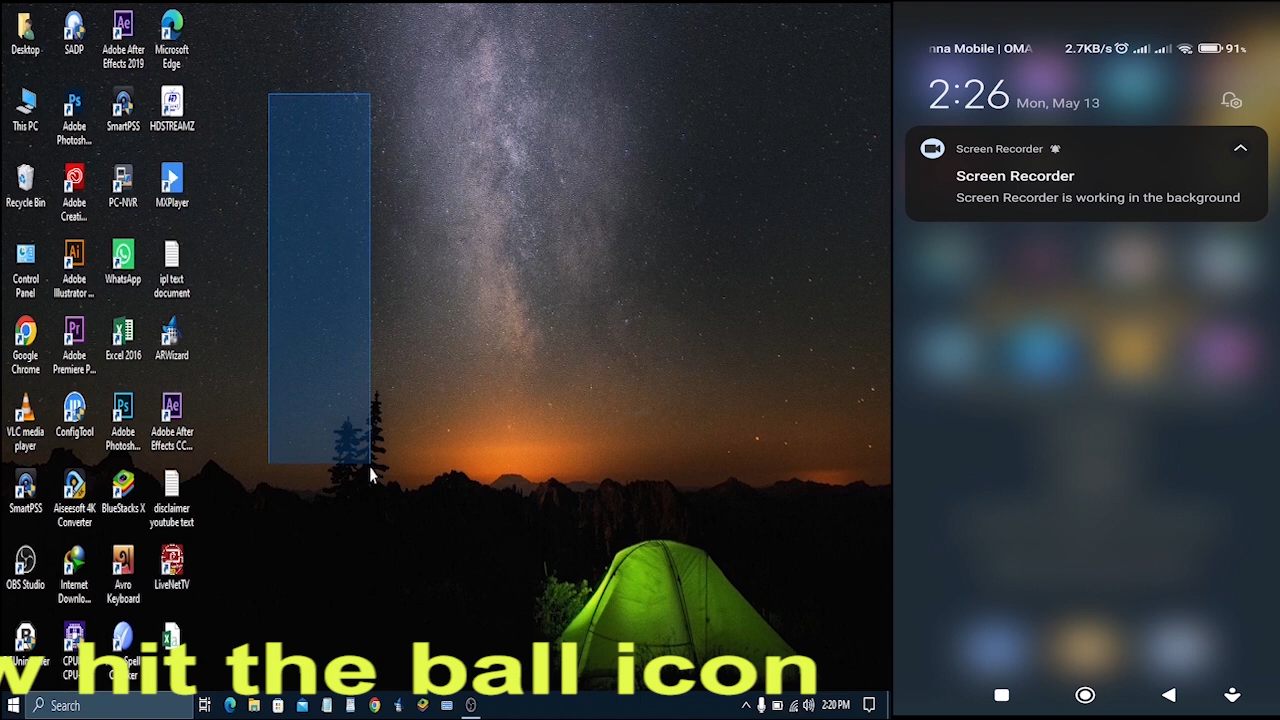 Desktop
SADP
Adobe After
Effects 2019
Microsoft
Edge
This PC
Adobe
Photosh...
SmartPSS
HDSTREAMZ
Recycle Bin
Adobe
Creati...
PC-NVR
MXPlayer
Control
Panel
Adobe
Illustrator ...
WhatsApp
ipl text
document
Google
Chrome
Adobe
Premiere P...
Excel 2016
ARWizard
VLC media
player
ConfigTool
Adobe
Photosh...
Adobe After
Effects CC...
SmartPSS
Aiseesoft 4K
Converter
BlueStacks X
disclaimer
youtube text
OBS Studio
Internet
Downlo...
Avro
Keyboard
LiveNetTV
w hit the ball icon
Search
2:20 PM
nna Mobile | OMA
2.7KB/s
91%
2:26 Mon, May 13
Screen Recorder
Screen Recorder
Screen Recorder is working in the background